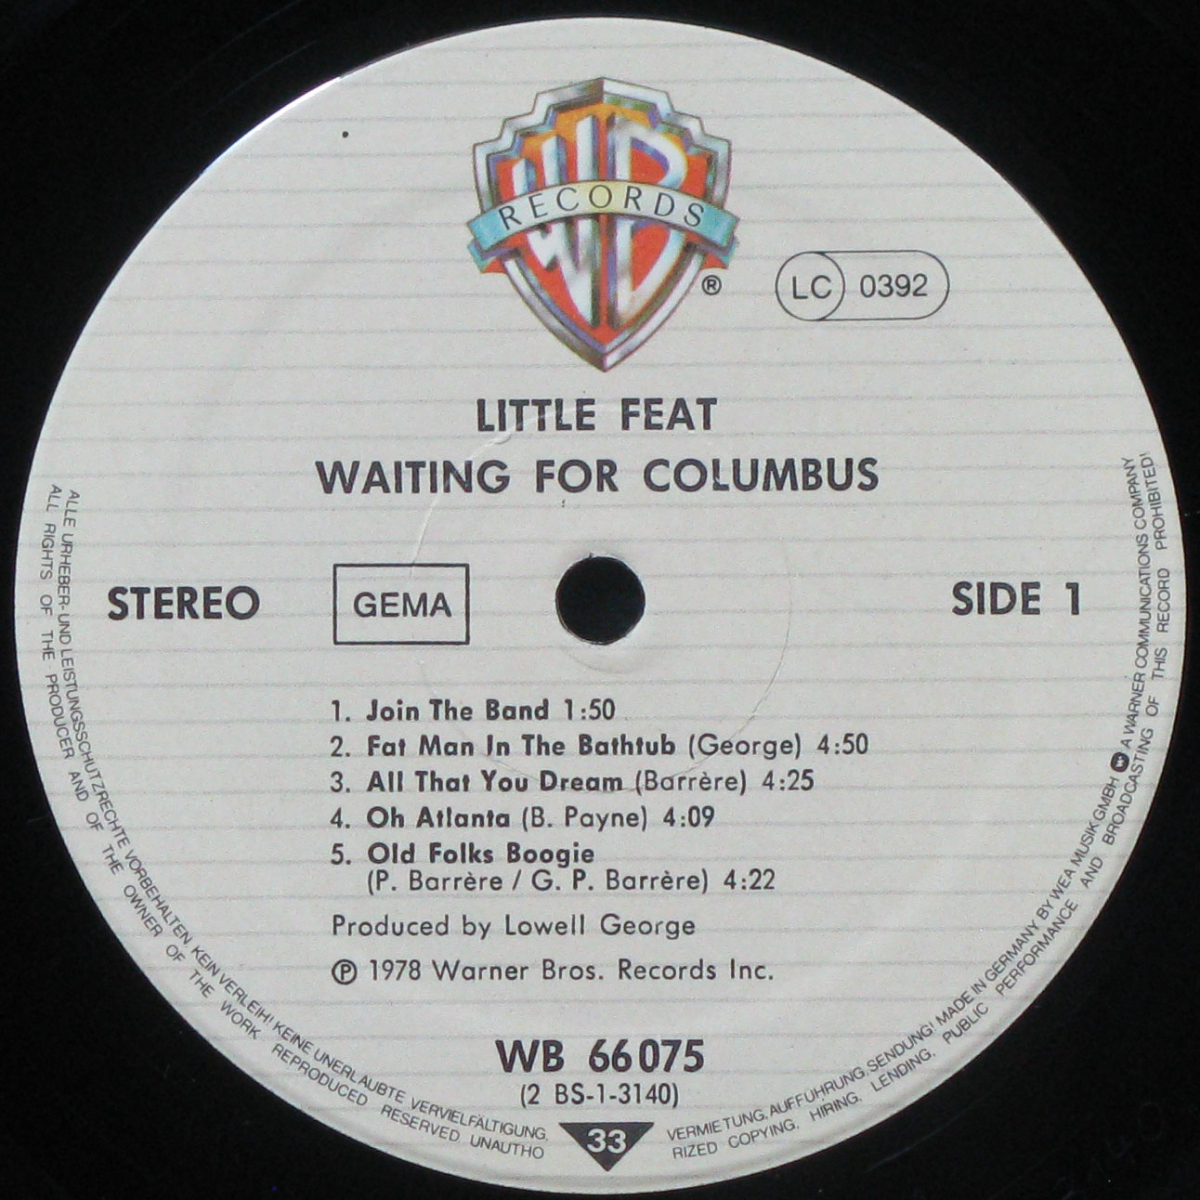 WB
RECORDS
®
LC 0392
LITTLE FEAT
WAITING FOR COLUMBUS
STEREO
GEMA
SIDE 1
1. Join The Band 1:50
2. Fat Man In The Bathtub (George) 4:50
3. All That You Dream (Barrère) 4:25
4. Oh Atlanta (B. Payne) 4:09
5. Old Folks Boogie
(P. Barrère / G. P. Barrère) 4:22
Produced by Lowell George
℗ 1978 Warner Bros. Records Inc.
WB 66 075
(2 BS-1-3140)
33
ALLE URHEBER- UND LEISTUNGSSCHUTZRECHTE VORBEHALTEN KEIN VERLEIH! KEINE UNERLAUBTE VERVIELFÄLTIGUNG, VERMIETUNG, AUFFÜHRUNG, SENDUNG! MADE IN GERMANY BY WEA MUSIK GMBH A WARNER COMMUNICATIONS COMPANY
ALL RIGHTS OF THE PRODUCER AND OF THE OWNER OF THE WORK REPRODUCED RESERVED UNAUTHORIZED COPYING, HIRING, LENDING, PUBLIC PERFORMANCE AND BROADCASTING OF THIS RECORD PROHIBITED!